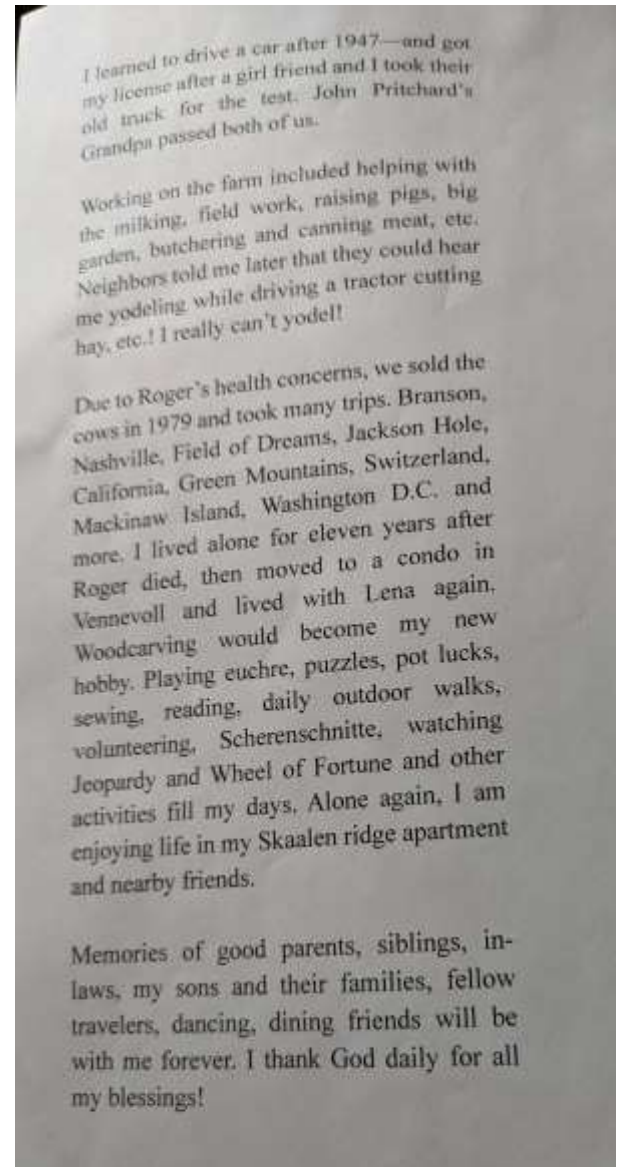 I learned to drive a car after 1947—and got
my license after a girl friend and I took their
old truck for the test. John Pritchard's
Grandpa passed both of us.
Working on the farm included helping with
the milking, field work, raising pigs, big
garden, butchering and canning meat, etc.
Neighbors told me later that they could hear
me yodeling while driving a tractor cutting
hay, etc.! I really can't yodel!
Due to Roger's health concerns, we sold the
cows in 1979 and took many trips. Branson,
Nashville, Field of Dreams, Jackson Hole,
California, Green Mountains, Switzerland,
Mackinaw Island, Washington D.C. and
more. I lived alone for eleven years after
Roger died, then moved to a condo in
Vennevoll and lived with Lena again.
Woodcarving would become my new
hobby. Playing euchre, puzzles, pot lucks,
sewing, reading, daily outdoor walks,
volunteering, Scherenschnitte, watching
Jeopardy and Wheel of Fortune and other
activities fill my days. Alone again, I am
enjoying life in my Skaalen ridge apartment
and nearby friends.
Memories of good parents, siblings, in-
laws, my sons and their families, fellow
travelers, dancing, dining friends will be
with me forever. I thank God daily for all
my blessings!